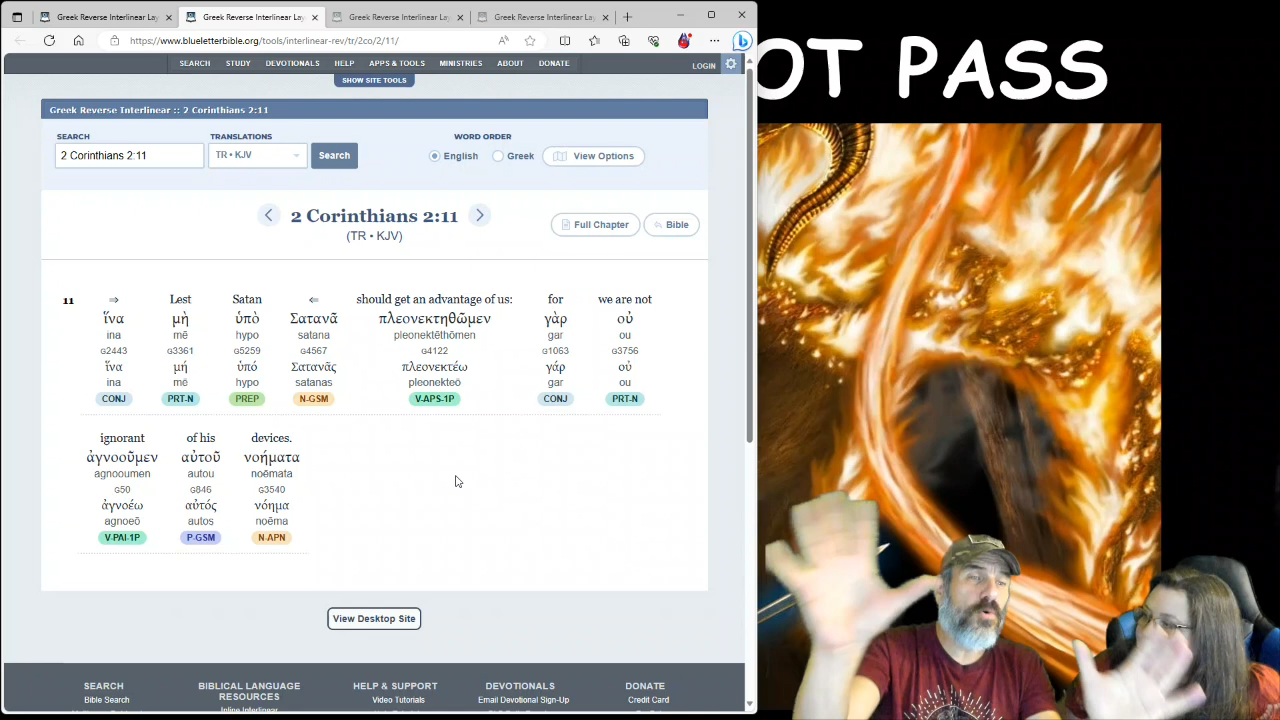 Greek Reverse Interlinear Lay
Greek Reverse Interlinear Lay
Greek Reverse Interlinear Lay
Greek Reverse Interlinear Lay
https://www.blueletterbible.org/tools/interlinear-rev/tr/2co/2/11/
OT PASS
SEARCH STUDY DEVOTIONALS HELP APPS & TOOLS MINISTRIES ABOUT DONATE LOGIN
SHOW SITE TOOLS
Greek Reverse Interlinear :: 2 Corinthians 2:11
SEARCH TRANSLATIONS WORD ORDER
2 Corinthians 2:11 TR • KJV Search English Greek View Options
2 Corinthians 2:11
(TR • KJV)
Full Chapter Bible
11 ⇒ Lest Satan ⇐ should get an advantage of us: for we are not
ἵνα μὴ ὑπὸ Σατανᾶ πλεονεκτηθῶμεν γὰρ οὐ
ina mē hypo satana pleonektēthōmen gar ou
G2443 G3361 G5259 G4567 G4122 G1063 G3756
ἵνα μή ὑπό Σατανᾶς πλεονεκτέω γάρ οὐ
ina mē hypo satanas pleonekteō gar ou
CONJ PRT-N PREP N-GSM V-APS-1P CONJ PRT-N
ignorant of his devices.
ἀγνοοῦμεν αὐτοῦ νοήματα
agnooumen autou noēmata
G50 G846 G3540
ἀγνοέω αὐτός νόημα
agnoeō autos noēma
V-PAI-1P P-GSM N-APN
View Desktop Site
SEARCH BIBLICAL LANGUAGE RESOURCES HELP & SUPPORT DEVOTIONALS DONATE
Bible Search Inline Interlinear Video Tutorials Email Devotional Sign-Up Credit Card